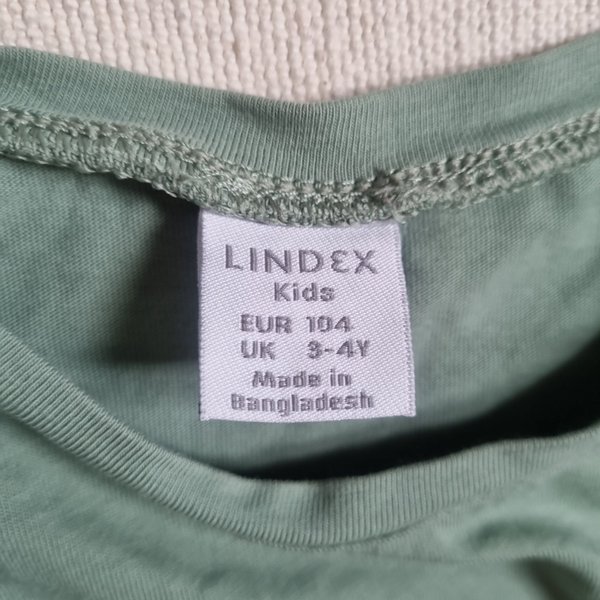 LINDEX
Kids
EUR 104
UK 3-4Y
Made in
Bangladesh